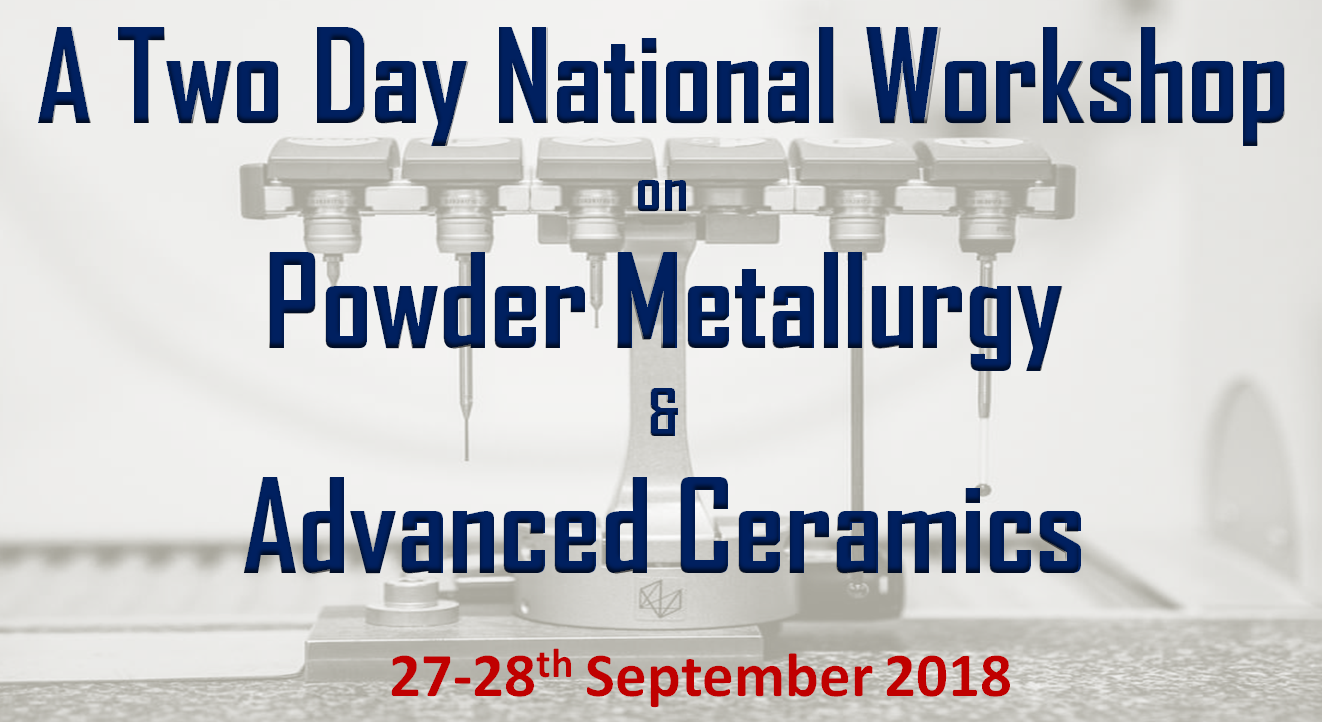 A Two Day National Workshop
on
Powder Metallurgy
&
Advanced Ceramics
27-28th September 2018